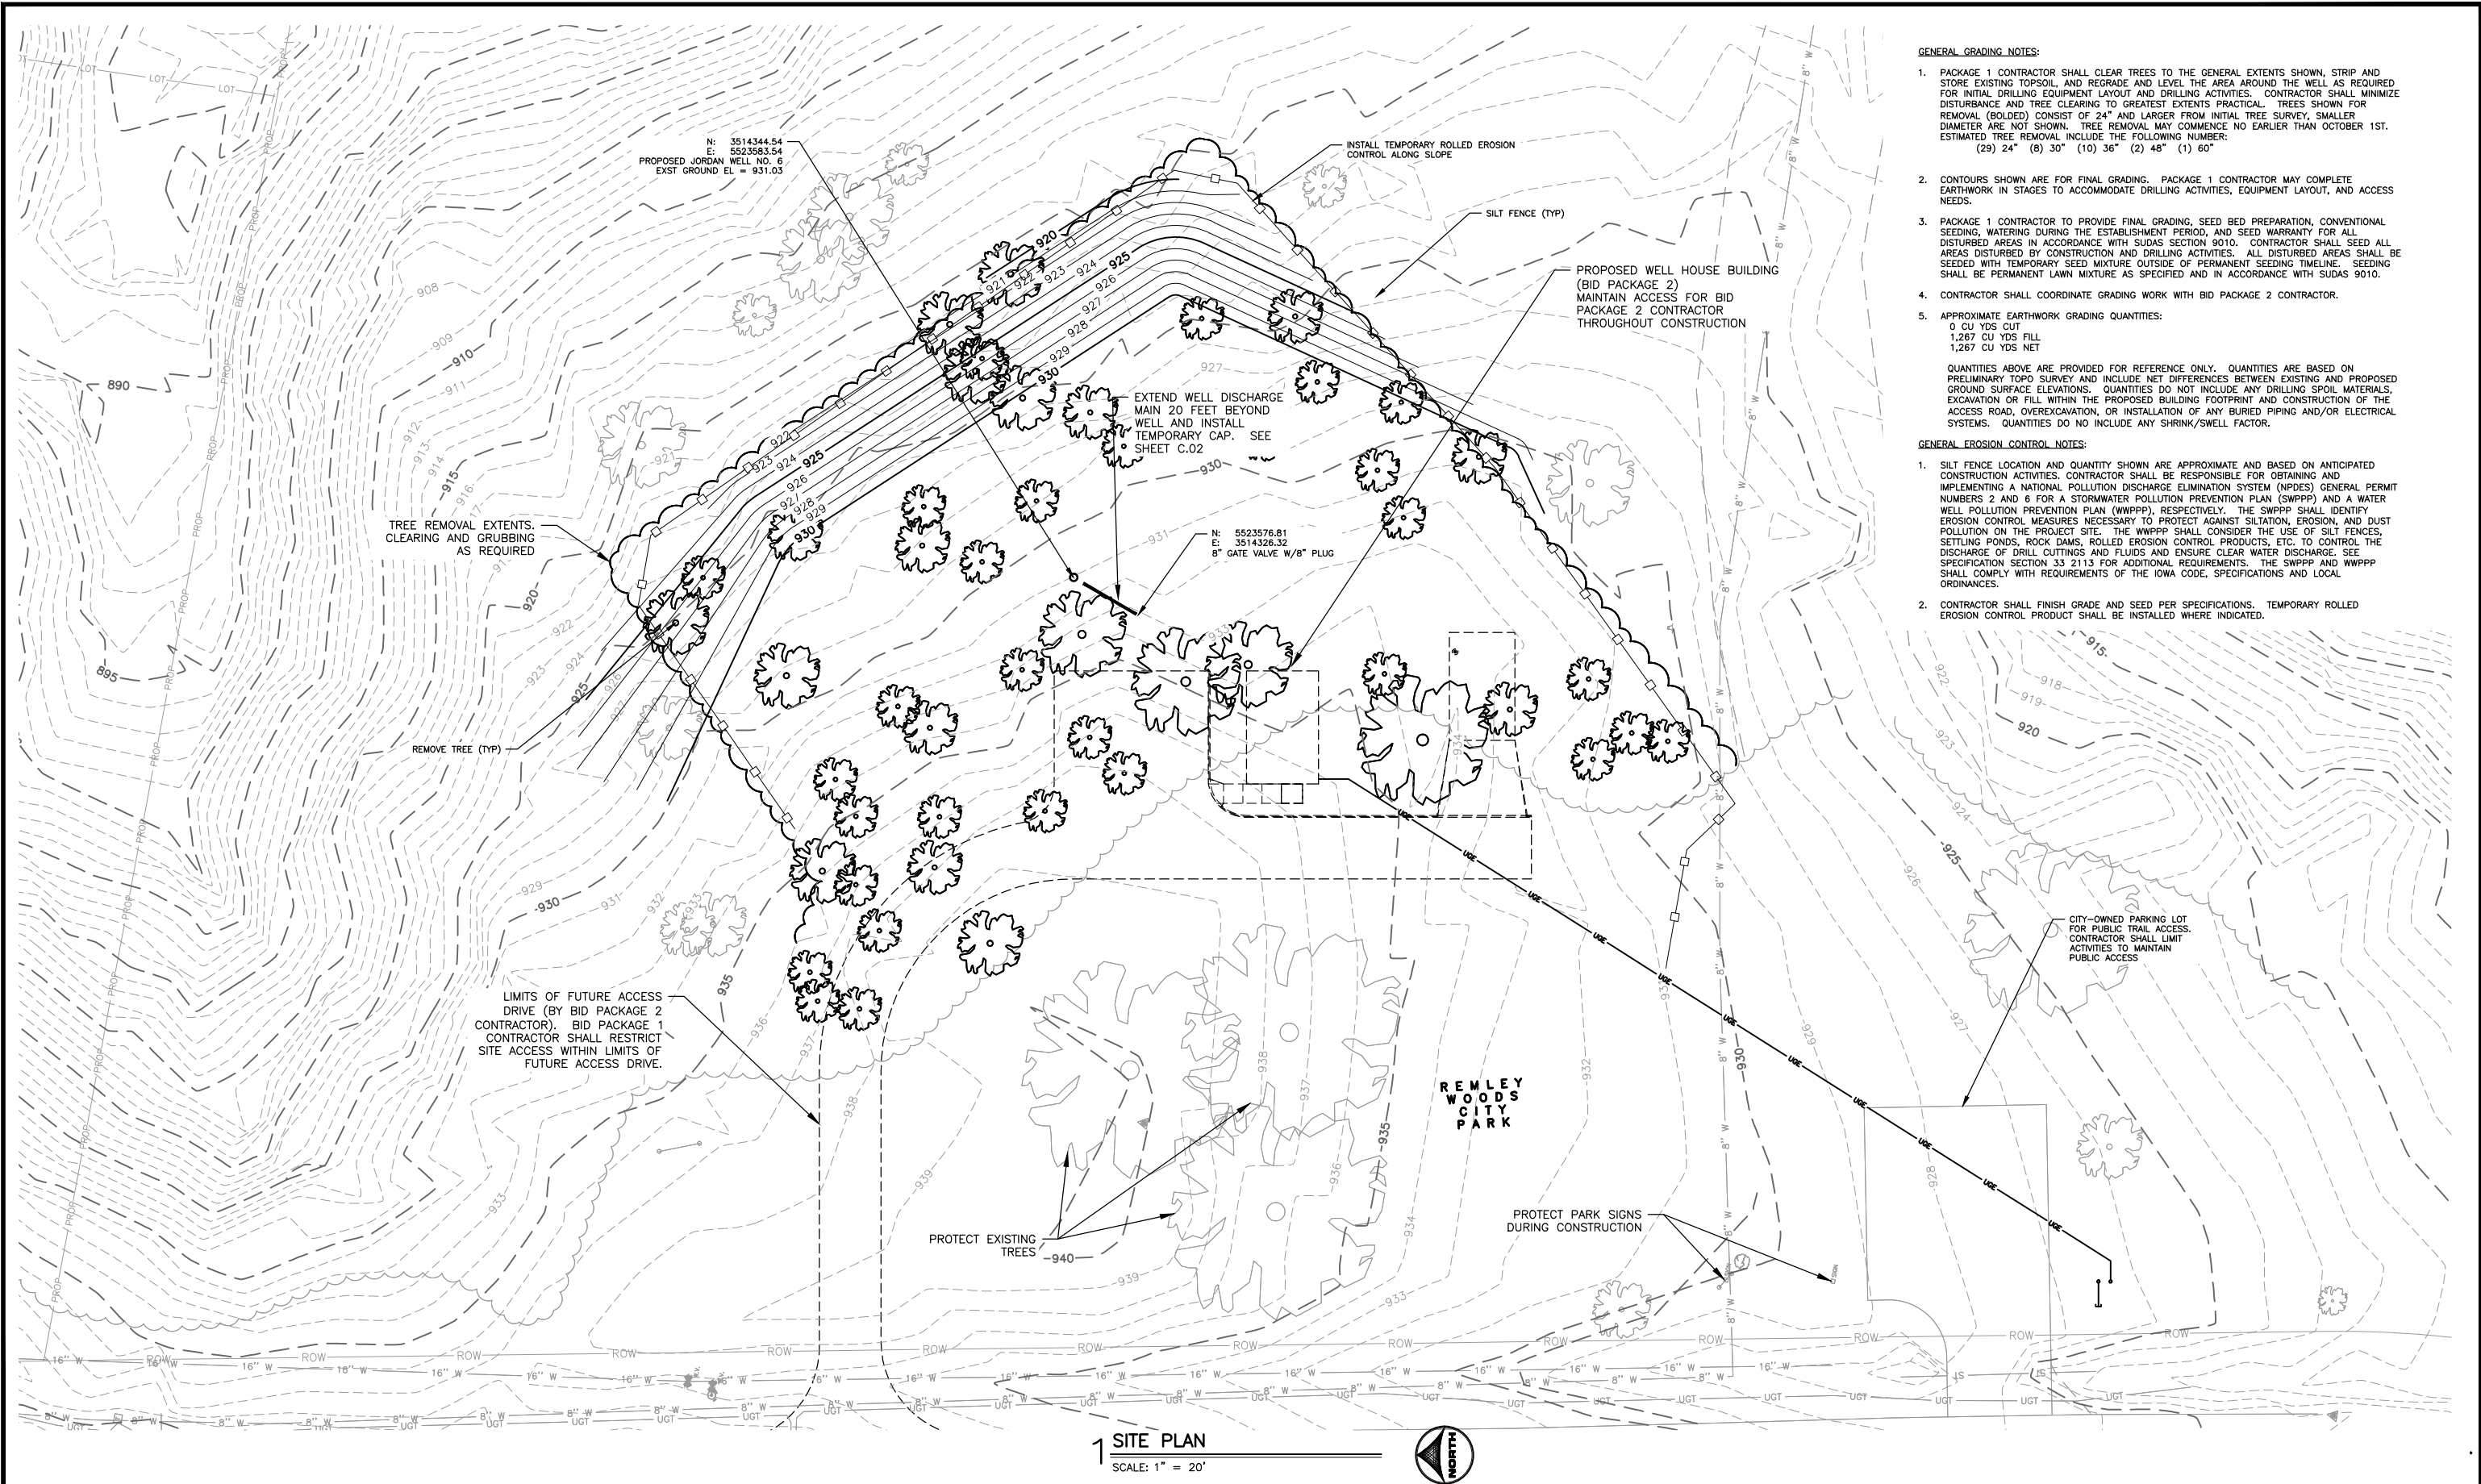 GENERAL GRADING NOTES:
1. PACKAGE 1 CONTRACTOR SHALL CLEAR TREES TO THE GENERAL EXTENTS SHOWN, STRIP AND
STORE EXISTING TOPSOIL, AND REGRADE AND LEVEL THE AREA AROUND THE WELL AS REQUIRED
FOR INITIAL DRILLING EQUIPMENT LAYOUT AND DRILLING ACTIVITIES. CONTRACTOR SHALL MINIMIZE
DISTURBANCE AND TREE CLEARING TO GREATEST EXTENTS PRACTICAL. TREES SHOWN FOR
REMOVAL (BOLDED) CONSIST OF 24" AND LARGER FROM INITIAL TREE SURVEY, SMALLER
DIAMETER ARE NOT SHOWN. TREE REMOVAL MAY COMMENCE NO EARLIER THAN OCTOBER 1ST.
ESTIMATED TREE REMOVAL INCLUDE THE FOLLOWING NUMBER:
(29) 24" (8) 30" (10) 36" (2) 48" (1) 60"
2. CONTOURS SHOWN ARE FOR FINAL GRADING. PACKAGE 1 CONTRACTOR MAY COMPLETE
EARTHWORK IN STAGES TO ACCOMMODATE DRILLING ACTIVITIES, EQUIPMENT LAYOUT, AND ACCESS
NEEDS.
3. PACKAGE 1 CONTRACTOR TO PROVIDE FINAL GRADING, SEED BED PREPARATION, CONVENTIONAL
SEEDING, WATERING DURING THE ESTABLISHMENT PERIOD, AND SEED WARRANTY FOR ALL
DISTURBED AREAS IN ACCORDANCE WITH SUDAS SECTION 9010. CONTRACTOR SHALL SEED ALL
AREAS DISTURBED BY CONSTRUCTION AND DRILLING ACTIVITIES. ALL DISTURBED AREAS SHALL BE
SEEDED WITH TEMPORARY SEED MIXTURE OUTSIDE OF PERMANENT SEEDING TIMELINE. SEEDING
SHALL BE PERMANENT LAWN MIXTURE AS SPECIFIED AND IN ACCORDANCE WITH SUDAS 9010.
4. CONTRACTOR SHALL COORDINATE GRADING WORK WITH BID PACKAGE 2 CONTRACTOR.
5. APPROXIMATE EARTHWORK GRADING QUANTITIES:
0 CU YDS CUT
1,267 CU YDS FILL
1,267 CU YDS NET
QUANTITIES ABOVE ARE PROVIDED FOR REFERENCE ONLY. QUANTITIES ARE BASED ON
PRELIMINARY TOPO SURVEY AND INCLUDE NET DIFFERENCES BETWEEN EXISTING AND PROPOSED
GROUND SURFACE ELEVATIONS. QUANTITIES DO NOT INCLUDE ANY DRILLING SPOIL MATERIALS,
EXCAVATION OR FILL WITHIN THE PROPOSED BUILDING FOOTPRINT AND CONSTRUCTION OF THE
ACCESS ROAD, OVEREXCAVATION, OR INSTALLATION OF ANY BURIED PIPING AND/OR ELECTRICAL
SYSTEMS. QUANTITIES DO NO INCLUDE ANY SHRINK/SWELL FACTOR.
GENERAL EROSION CONTROL NOTES:
1. SILT FENCE LOCATION AND QUANTITY SHOWN ARE APPROXIMATE AND BASED ON ANTICIPATED
CONSTRUCTION ACTIVITIES. CONTRACTOR SHALL BE RESPONSIBLE FOR OBTAINING AND
IMPLEMENTING A NATIONAL POLLUTION DISCHARGE ELIMINATION SYSTEM (NPDES) GENERAL PERMIT
NUMBERS 2 AND 6 FOR A STORMWATER POLLUTION PREVENTION PLAN (SWPPP) AND A WATER
WELL POLLUTION PREVENTION PLAN (WWPPP), RESPECTIVELY. THE SWPPP SHALL IDENTIFY
EROSION CONTROL MEASURES NECESSARY TO PROTECT AGAINST SILTATION, EROSION, AND DUST
POLLUTION ON THE PROJECT SITE. THE WWPPP SHALL CONSIDER THE USE OF SILT FENCES,
SETTLING PONDS, ROCK DAMS, ROLLED EROSION CONTROL PRODUCTS, ETC. TO CONTROL THE
DISCHARGE OF DRILL CUTTINGS AND FLUIDS AND ENSURE CLEAR WATER DISCHARGE. SEE
SPECIFICATION SECTION 33 2113 FOR ADDITIONAL REQUIREMENTS. THE SWPPP AND WWPPP
SHALL COMPLY WITH REQUIREMENTS OF THE IOWA CODE, SPECIFICATIONS AND LOCAL
ORDINANCES.
2. CONTRACTOR SHALL FINISH GRADE AND SEED PER SPECIFICATIONS. TEMPORARY ROLLED
EROSION CONTROL PRODUCT SHALL BE INSTALLED WHERE INDICATED.
N: 3514344.54
E: 5523583.54
PROPOSED JORDAN WELL NO. 6
EXST GROUND EL = 931.03
INSTALL TEMPORARY ROLLED EROSION
CONTROL ALONG SLOPE
SILT FENCE (TYP)
PROPOSED WELL HOUSE BUILDING
(BID PACKAGE 2)
MAINTAIN ACCESS FOR BID
PACKAGE 2 CONTRACTOR
THROUGHOUT CONSTRUCTION
EXTEND WELL DISCHARGE
MAIN 20 FEET BEYOND
WELL AND INSTALL
TEMPORARY CAP. SEE
SHEET C.02
N: 5523576.81
E: 3514326.32
8" GATE VALVE W/8" PLUG
TREE REMOVAL EXTENTS.
CLEARING AND GRUBBING
AS REQUIRED
REMOVE TREE (TYP)
LIMITS OF FUTURE ACCESS
DRIVE (BY BID PACKAGE 2
CONTRACTOR). BID PACKAGE 1
CONTRACTOR SHALL RESTRICT
SITE ACCESS WITHIN LIMITS OF
FUTURE ACCESS DRIVE.
CITY-OWNED PARKING LOT
FOR PUBLIC TRAIL ACCESS.
CONTRACTOR SHALL LIMIT
ACTIVITIES TO MAINTAIN
PUBLIC ACCESS
REMLEY
WOODS
CITY
PARK
PROTECT EXISTING
TREES
PROTECT PARK SIGNS
DURING CONSTRUCTION
1 SITE PLAN
SCALE: 1" = 20'
NORTH